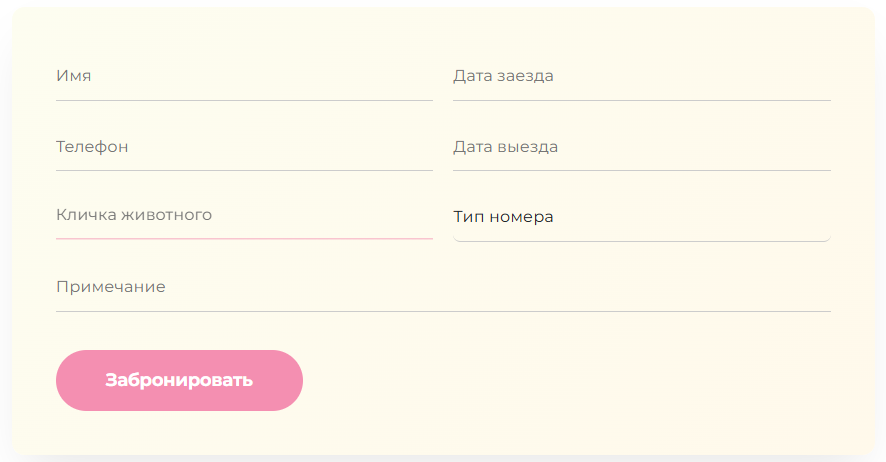 Имя
Дата заезда
Телефон
Дата выезда
Кличка животного
Тип номера
Примечание
Забронировать